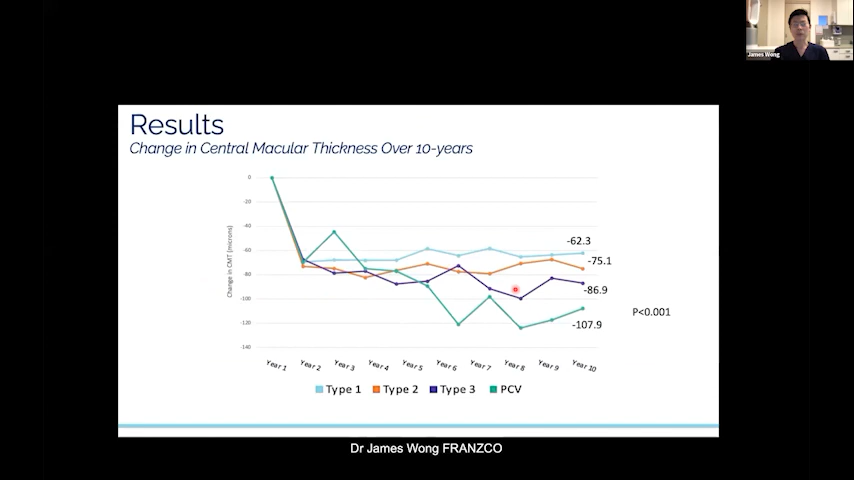 James Wong
Results
Change in Central Macular Thickness Over 10-years
0
-20
-40
-60
-80
-100
-120
-140
Change in CMT (microns)
-62.3
-75.1
-86.9
-107.9
P<0.001
Year 1 Year 2 Year 3 Year 4 Year 5 Year 6 Year 7 Year 8 Year 9 Year 10
Type 1 Type 2 Type 3 PCV
Dr James Wong FRANZCO